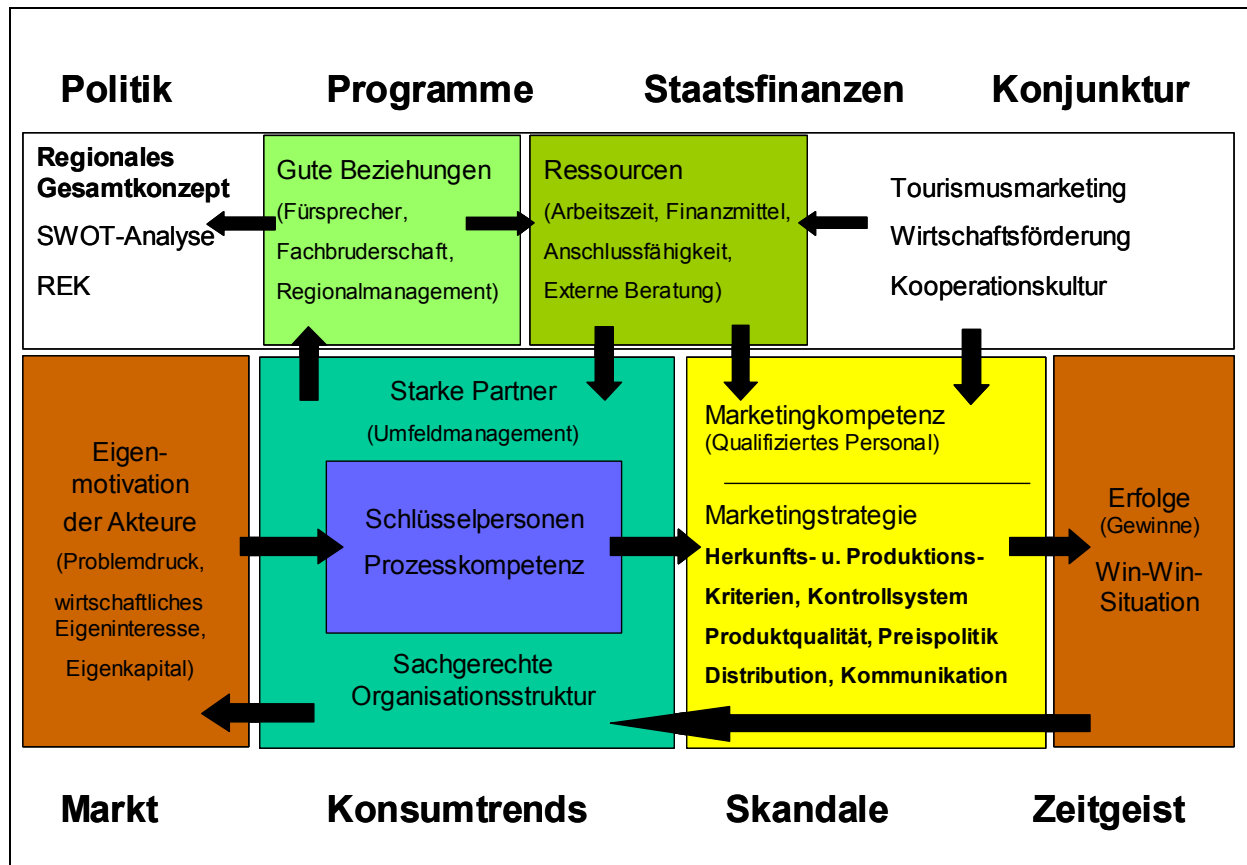 Politik
Programme
Staatsfinanzen
Konjunktur
Regionales
Gesamtkonzept
SWOT-Analyse
REK
Gute Beziehungen
(Fürsprecher,
Fachbruderschaft,
Regionalmanagement)
Ressourcen
(Arbeitszeit, Finanzmittel,
Anschlussfähigkeit,
Externe Beratung)
Tourismusmarketing
Wirtschaftsförderung
Kooperationskultur
Eigen-
motivation
der Akteure
(Problemdruck,
wirtschaftliches
Eigeninteresse,
Eigenkapital)
Starke Partner
(Umfeldmanagement)
Schlüsselpersonen
Prozesskompetenz
Sachgerechte
Organisationsstruktur
Marketingkompetenz
(Qualifiziertes Personal)
Marketingstrategie
Herkunfts- u. Produktions-
Kriterien, Kontrollsystem
Produktqualität, Preispolitik
Distribution, Kommunikation
Erfolge
(Gewinne)
Win-Win-
Situation
Markt
Konsumtrends
Skandale
Zeitgeist